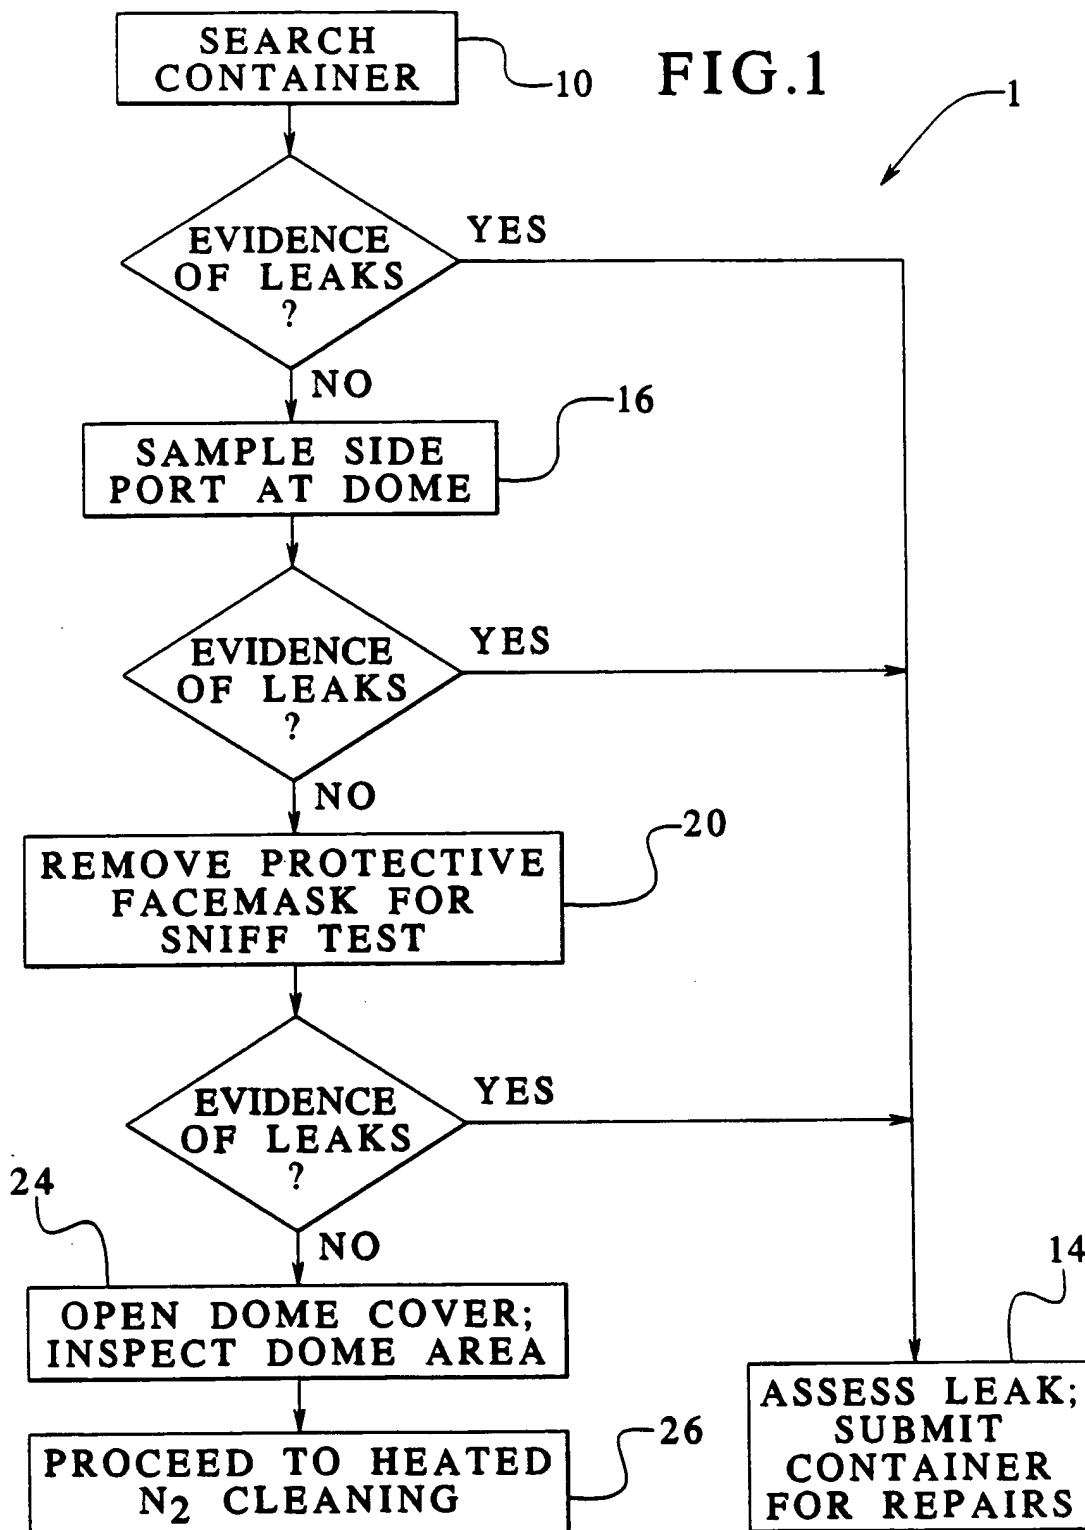 SEARCH
CONTAINER
10
FIG.1
1
EVIDENCE
OF LEAKS
?
YES
NO
16
SAMPLE SIDE
PORT AT DOME
EVIDENCE
OF LEAKS
?
YES
NO
20
REMOVE PROTECTIVE
FACEMASK FOR
SNIFF TEST
EVIDENCE
OF LEAKS
?
YES
NO
24
OPEN DOME COVER;
INSPECT DOME AREA
14
ASSESS LEAK;
SUBMIT
CONTAINER
FOR REPAIRS
PROCEED TO HEATED
N2 CLEANING
26